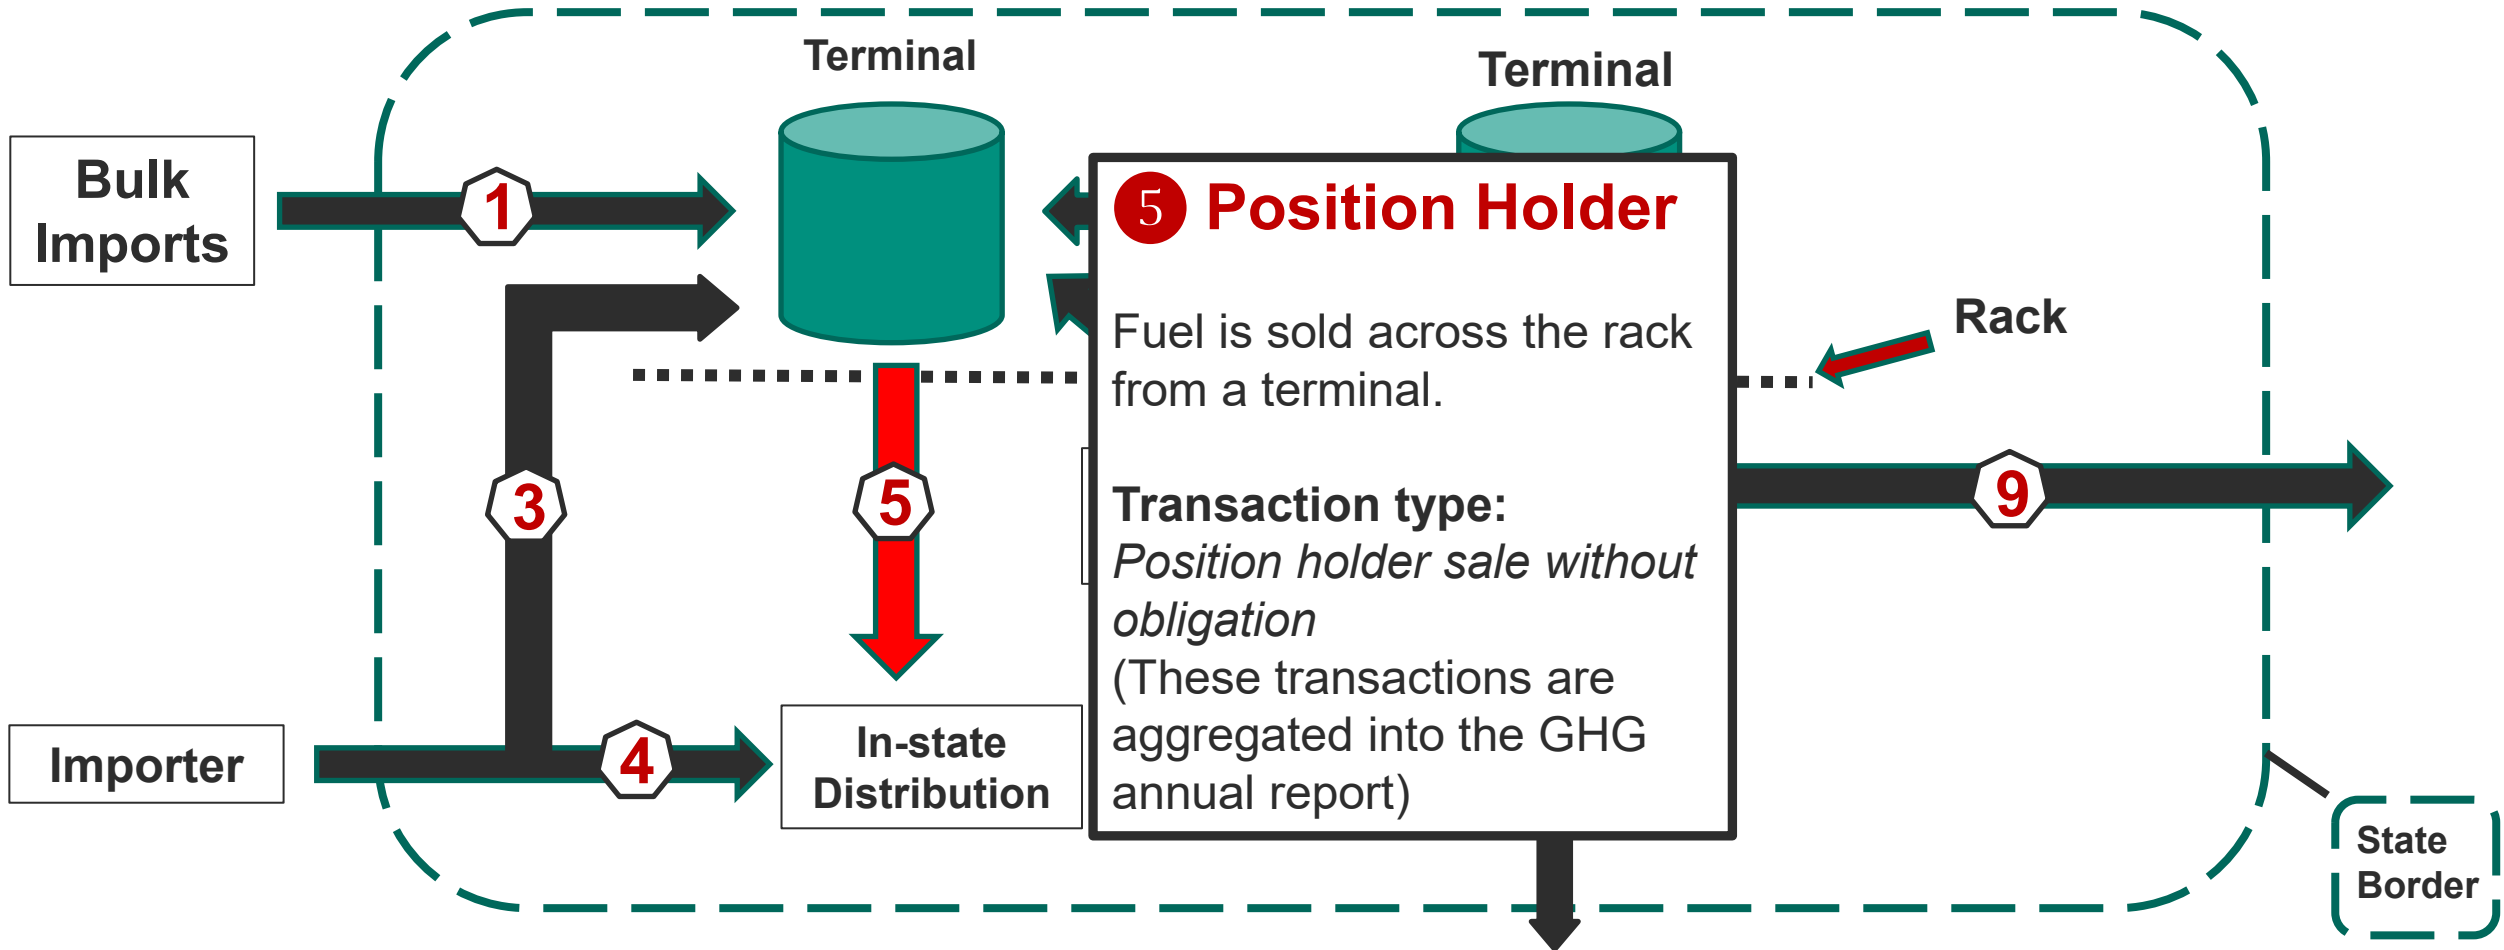 Terminal
Terminal
Bulk
Imports
1
5 Position Holder
Fuel is sold across the rack
from a terminal.
Transaction type:
Position holder sale without
obligation
(These transactions are
aggregated into the GHG
annual report)
Rack
3
5
9
Importer
4
In-state
Distribution
State
Border